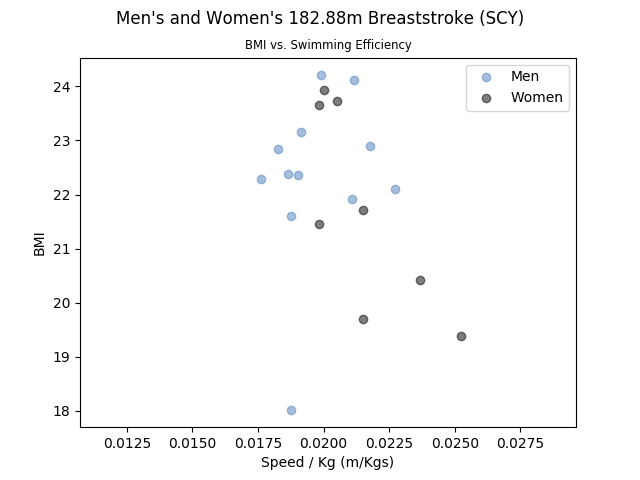 Men's and Women's 182.88m Breaststroke (SCY)
BMI vs. Swimming Efficiency
Men
Women
24
23
22
21
20
19
18
BMI
0.0125 0.0150 0.0175 0.0200 0.0225 0.0250 0.0275
Speed / Kg (m/Kgs)